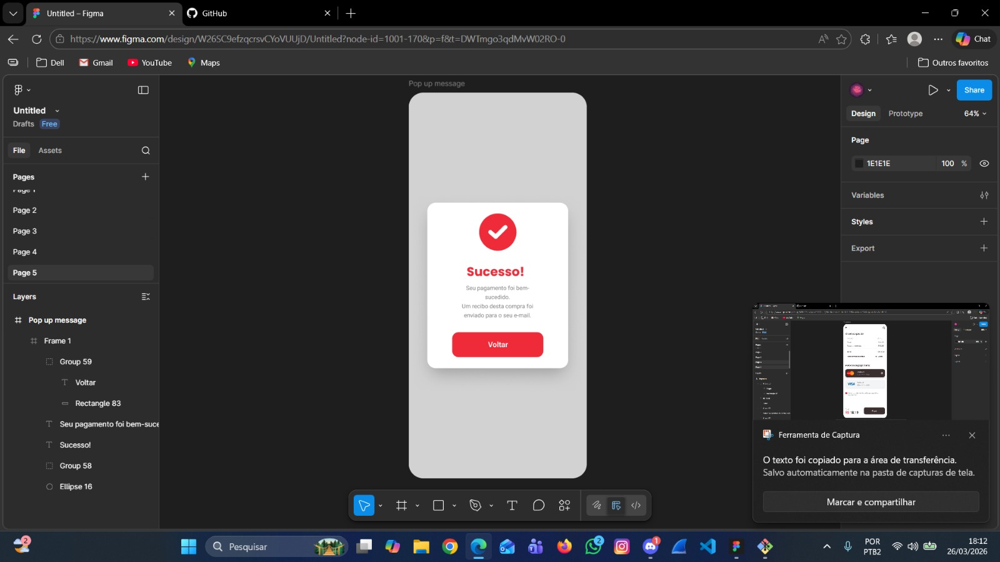 Untitled – Figma
GitHub
https://www.figma.com/design/W26SC9efzqcrsvCYoVUUjD/Untitled?node-id=1001-170&p=f&t=DWTmgo3qdMvW02RO-0
Chat
Dell
Gmail
YouTube
Maps
Outros favoritos
Untitled
Drafts
Free
File
Assets
Pages
Page 1
Page 2
Page 3
Page 4
Page 5
Layers
Pop up message
Frame 1
Group 59
Voltar
Rectangle 83
Seu pagamento foi bem-suce
Sucesso!
Group 58
Ellipse 16
Pop up message
Sucesso!
Seu pagamento foi bem-
sucedido.
Um recibo desta compra foi
enviado para o seu e-mail.
Voltar
Share
Design
Prototype
64%
Page
1E1E1E
100
%
Variables
Styles
Export
VISA
Ferramenta de Captura
O texto foi copiado para a área de transferência.
Salvo automaticamente na pasta de capturas de tela.
Marcar e compartilhar
2
Pesquisar
2
1
POR
PTB2
18:12
26/03/2026